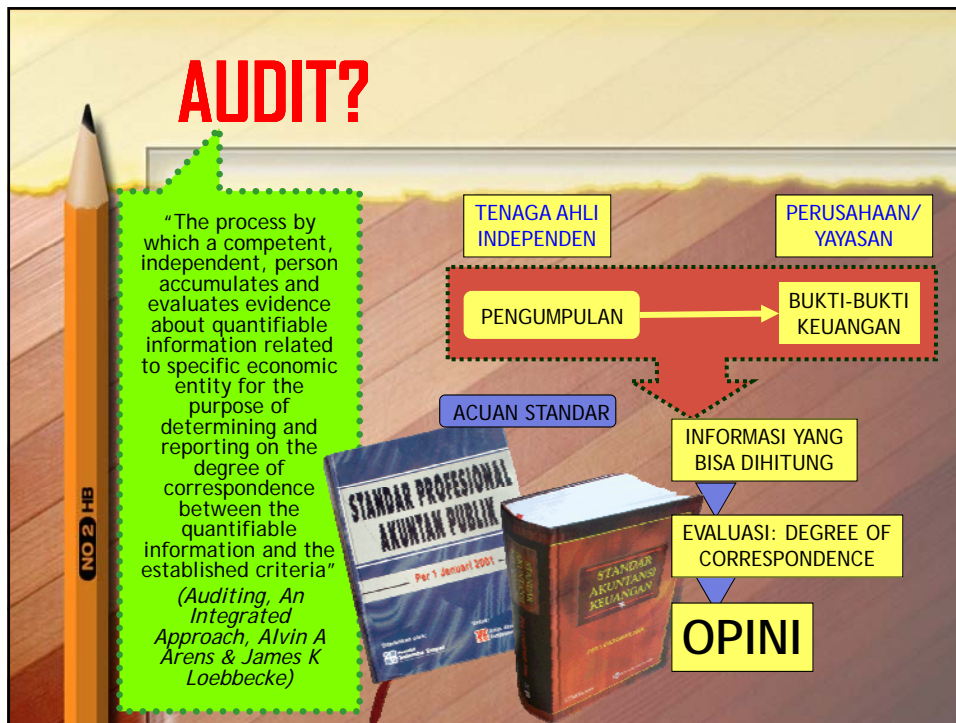 AUDIT?
"The process by
which a competent,
independent, person
accumulates and
evaluates evidence
about quantifiable
information related
to specific economic
entity for the
purpose of
determining and
reporting on the
degree of
correspondence
between the
quantifiable
information and the
established criteria"
(Auditing, An
Integrated
Approach, Alvin A
Arens & James K
Loebbecke)
NO 2 HB
TENAGA AHLI
INDEPENDEN
PERUSAHAAN/
YAYASAN
PENGUMPULAN
BUKTI-BUKTI
KEUANGAN
ACUAN STANDAR
STANDAR PROFESIONAL
AKUNTAN PUBLIK
Per 1 Januari 2001
STANDAR
AKUNTANSI
KEUANGAN
INFORMASI YANG
BISA DIHITUNG
EVALUASI: DEGREE OF
CORRESPONDENCE
OPINI